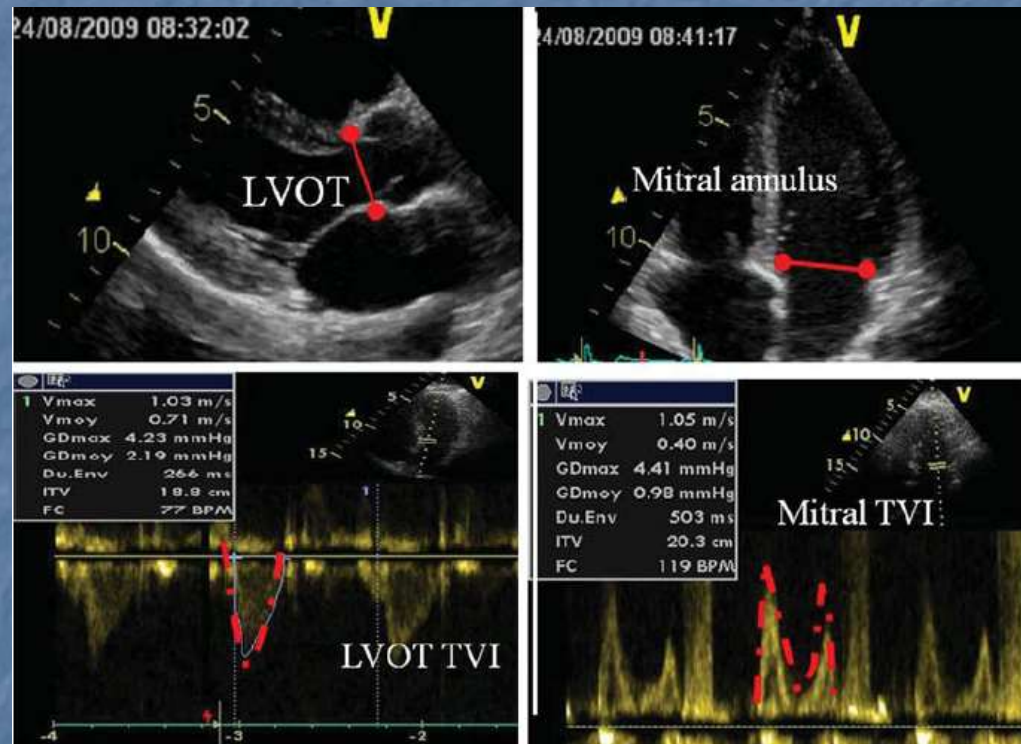 24/08/2009 08:32:02
V
5
LVOT
10
24/08/2009 08:41:17
V
5
Mitral annulus
10
1 Vmax 1.03 m/s
Vmoy 0.71 m/s
GDmax 4.23 mmHg
GDmoy 2.19 mmHg
Du.Env 266 ms
ITV 18.8 cm
FC 77 BPM
V
5
10
15
1
LVOT TVI
-4 -3 -2
1 Vmax 1.05 m/s
Vmoy 0.40 m/s
GDmax 4.41 mmHg
GDmoy 0.98 mmHg
Du.Env 503 ms
ITV 20.3 cm
FC 119 BPM
V
5
10
15
Mitral TVI